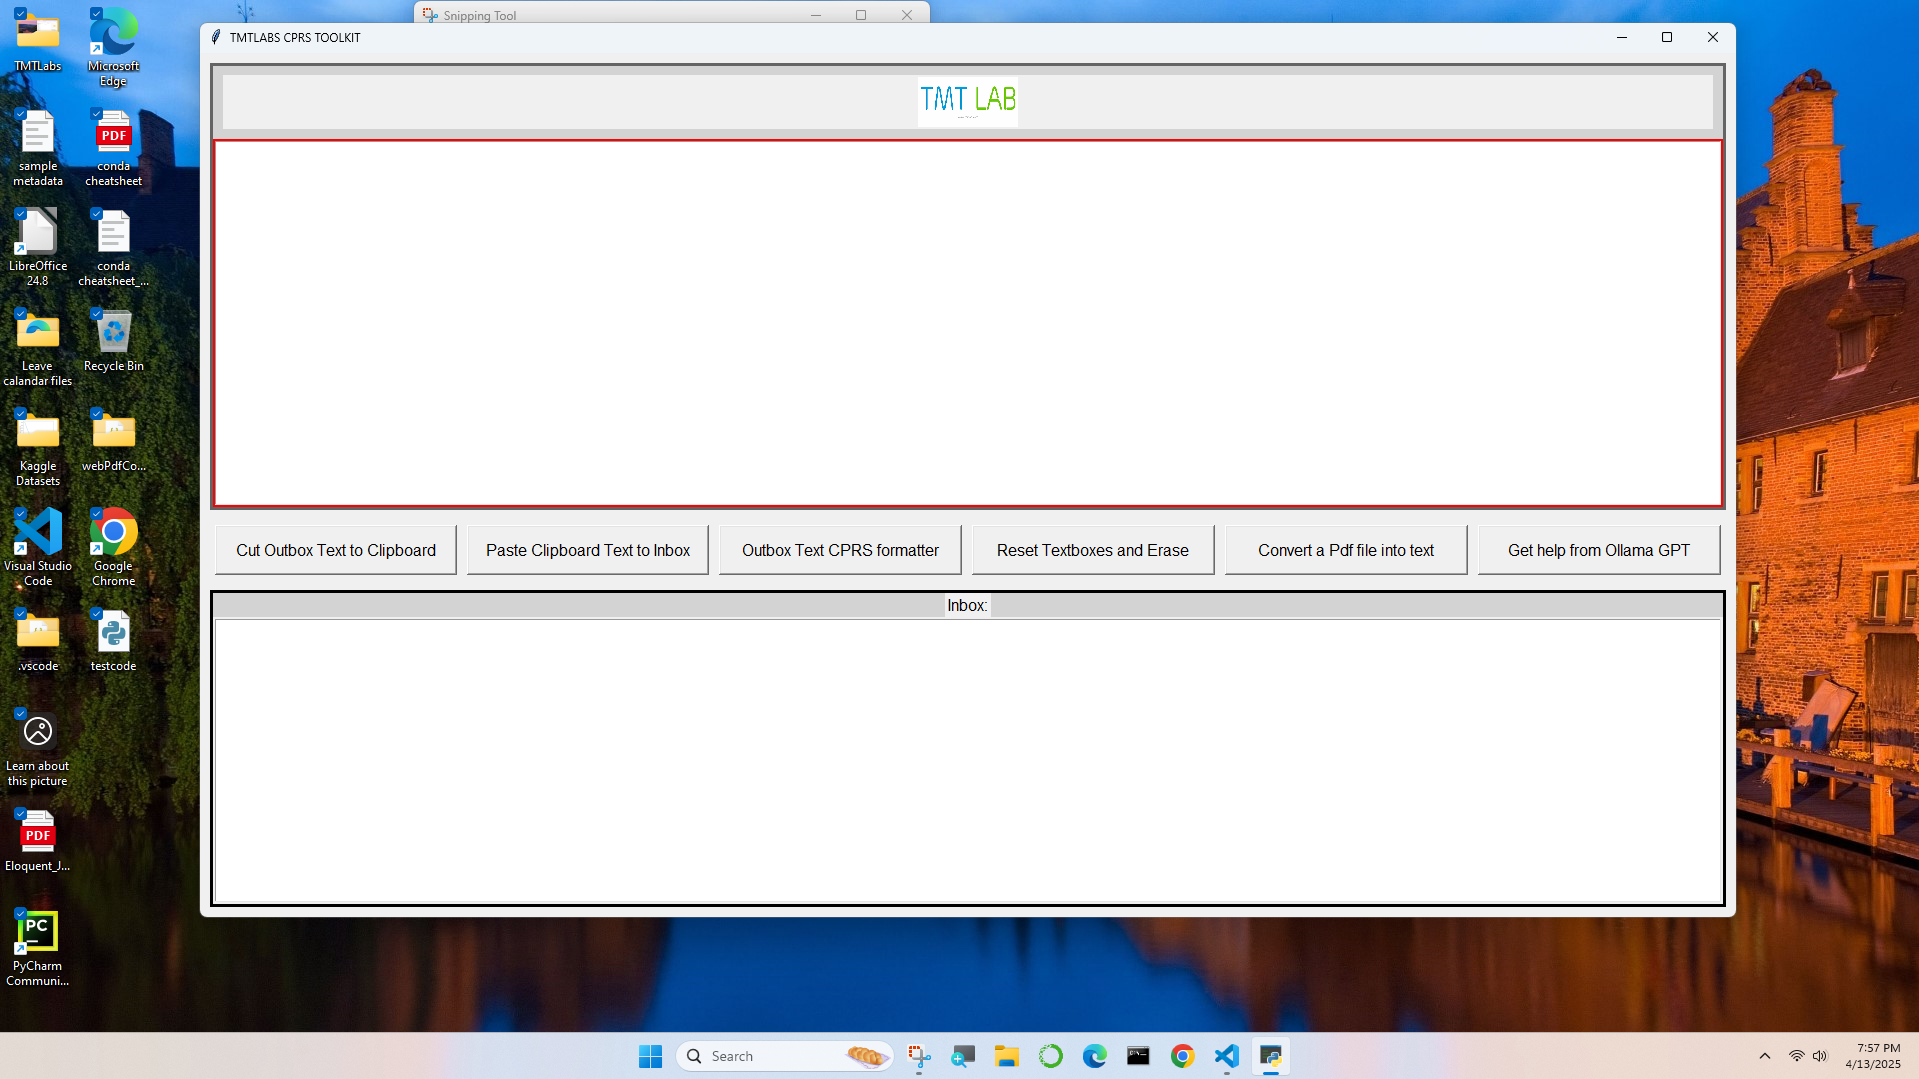 Snipping Tool
TMTLABS CPRS TOOLKIT
TMT LAB
Cut Outbox Text to Clipboard
Paste Clipboard Text to Inbox
Outbox Text CPRS formatter
Reset Textboxes and Erase
Convert a Pdf file into text
Get help from Ollama GPT
Inbox:
TMTLabs
Microsoft
Edge
sample
metadata
PDF
conda
cheatsheet
LibreOffice
24.8
conda
cheatsheet_...
Leave
calandar files
Recycle Bin
Kaggle
Datasets
webPdfCo...
Visual Studio
Code
Google
Chrome
.vscode
testcode
Learn about
this picture
PDF
Eloquent_J...
PC
PyCharm
Communi...
Search
7:57 PM
4/13/2025